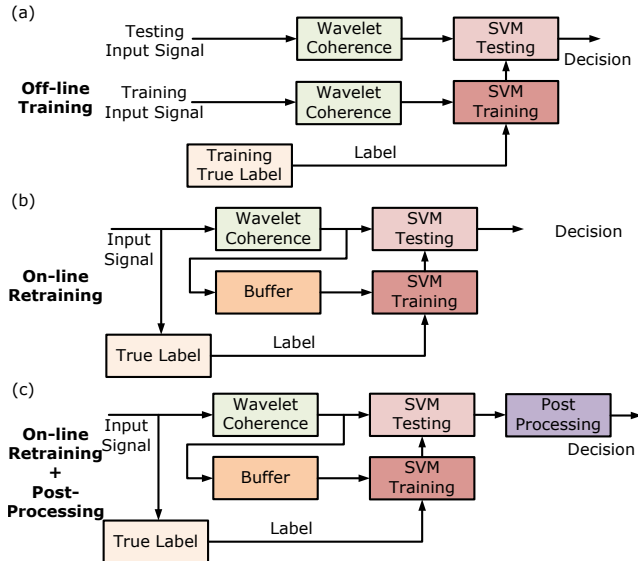 (a)
Testing
Input Signal
Wavelet
Coherence
SVM
Testing
Decision
Off-line
Training
Training
Input Signal
Wavelet
Coherence
SVM
Training
Training
True Label
Label
(b)
Input
Signal
Wavelet
Coherence
SVM
Testing
Decision
On-line
Retraining
Buffer
SVM
Training
True Label
Label
(c)
Input
Signal
Wavelet
Coherence
SVM
Testing
Post
Processing
Decision
On-line
Retraining
+
Post-
Processing
Buffer
SVM
Training
True Label
Label